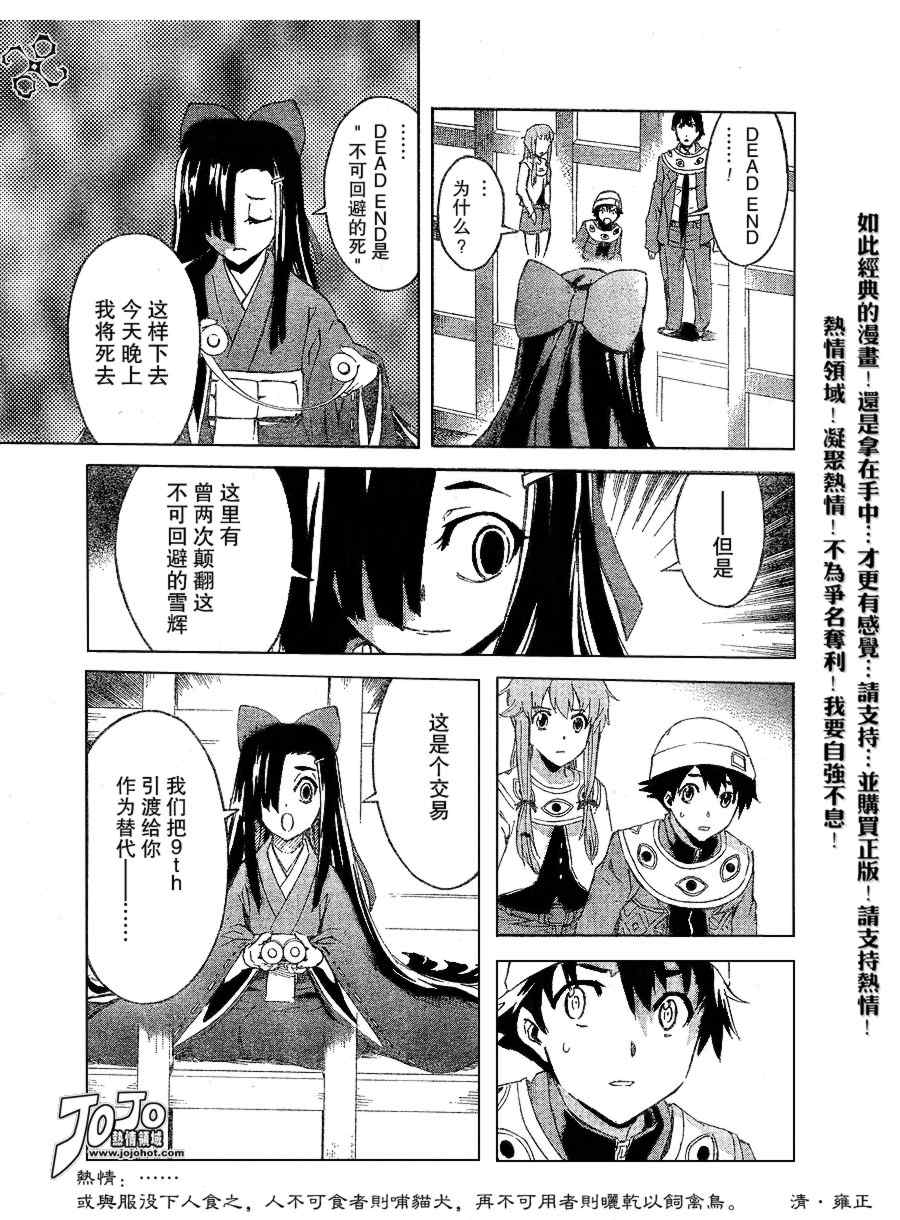 ……！
DEAD END
…
为什么？
……
DEAD END是
"不可回避的死"
这样下去
今天晚上
我将死去
——但是
这里有
曾两次颠翻这
不可回避的雪辉
这是个交易
我们把9th
引渡给你
作为替代——……
如此經典的漫畫！還是拿在手中…才更有感覺…請支持…並購買正版！請支持熱情！
熱情領域！凝聚熱情！不為爭名奪利！我要自強不息！
JOJO
熱情領域
www.jojohot.com
熱情：……
或與服没下人食之，人不可食者則哺貓犬，再不可用者則曬乾以飼禽鳥。 清·雍正